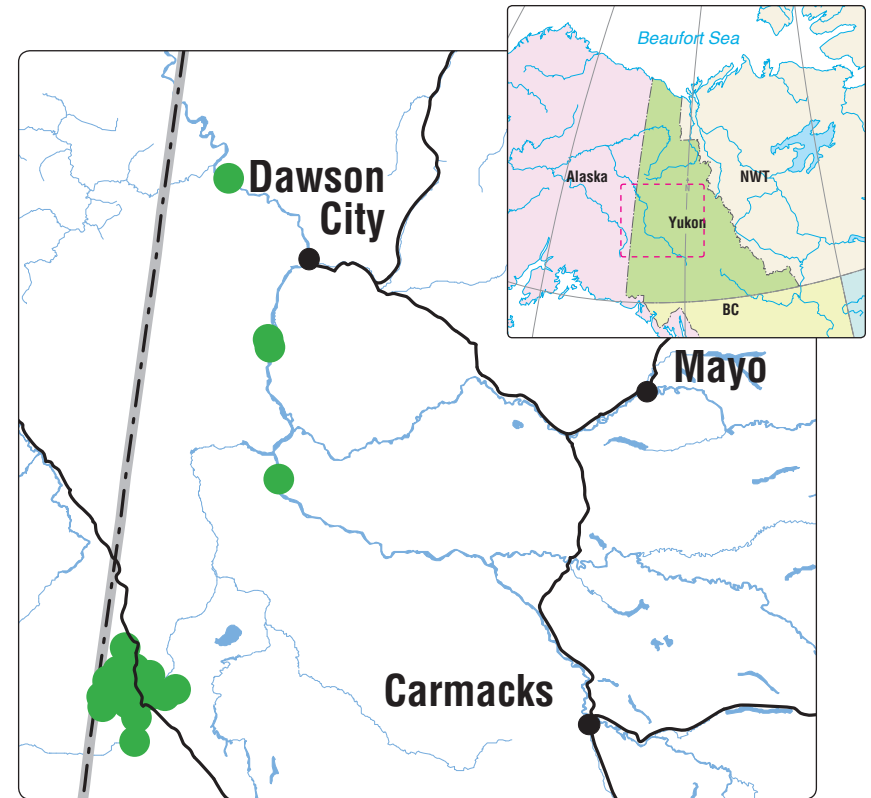 Beaufort Sea
Alaska
NWT
Yukon
BC
Dawson
City
Mayo
Carmacks